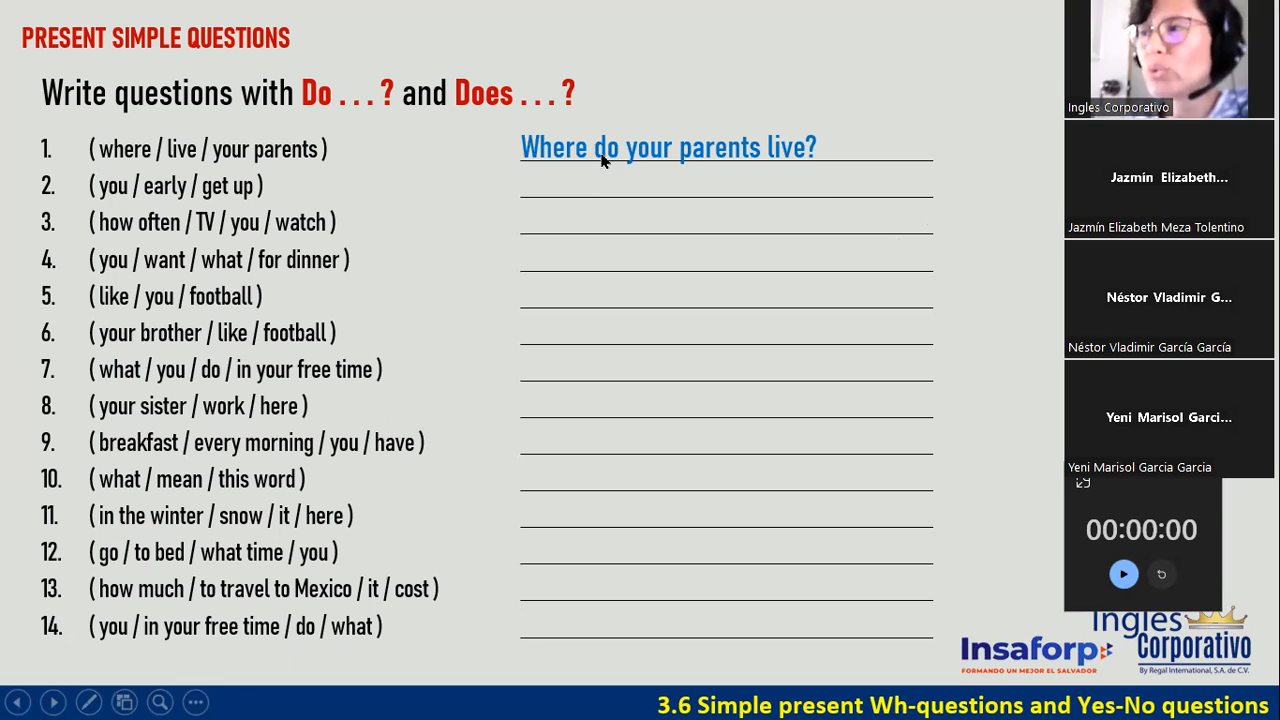 PRESENT SIMPLE QUESTIONS
Write questions with Do . . . ? and Does . . . ?
1. ( where / live / your parents ) Where do your parents live?
2. ( you / early / get up )
3. ( how often / TV / you / watch )
4. ( you / want / what / for dinner )
5. ( like / you / football )
6. ( your brother / like / football )
7. ( what / you / do / in your free time )
8. ( your sister / work / here )
9. ( breakfast / every morning / you / have )
10. ( what / mean / this word )
11. ( in the winter / snow / it / here )
12. ( go / to bed / what time / you )
13. ( how much / to travel to Mexico / it / cost )
14. ( you / in your free time / do / what )
Ingles Corporativo
Jazmín Elizabeth...
Jazmín Elizabeth Meza Tolentino
Néstor Vladimir G...
Néstor Vladimir García García
Yeni Marisol Garci...
Yeni Marisol Garcia Garcia
00:00:00
Insaforp
FORMANDO UN MEJOR EL SALVADOR
Ingles
Corporativo
By Regal International, S.A. de C.V.
3.6 Simple present Wh-questions and Yes-No questions